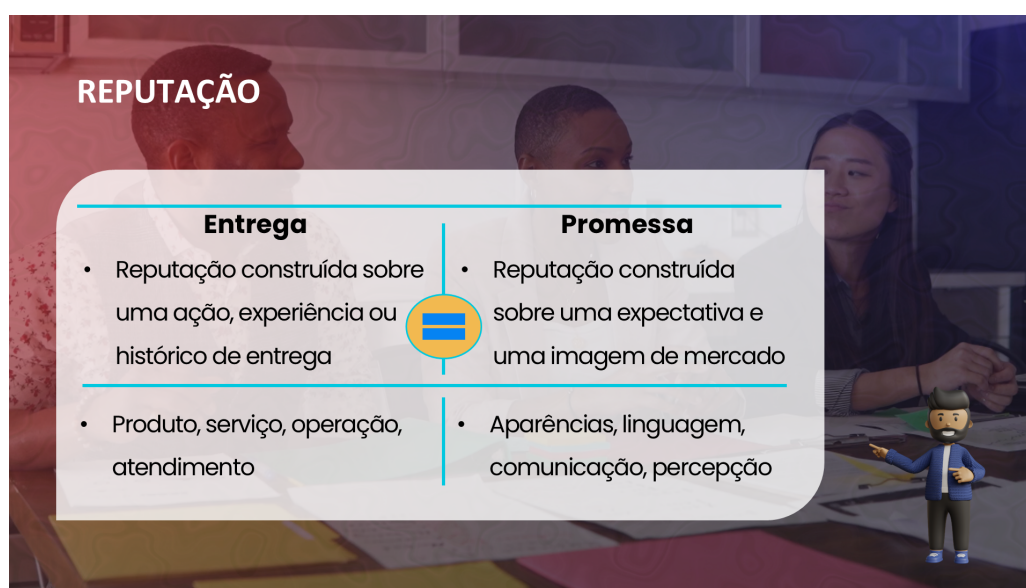 REPUTAÇÃO
Entrega
• Reputação construída sobre
uma ação, experiência ou
histórico de entrega
Promessa
• Reputação construída
sobre uma expectativa e
uma imagem de mercado
• Produto, serviço, operação,
atendimento
• Aparências, linguagem,
comunicação, percepção